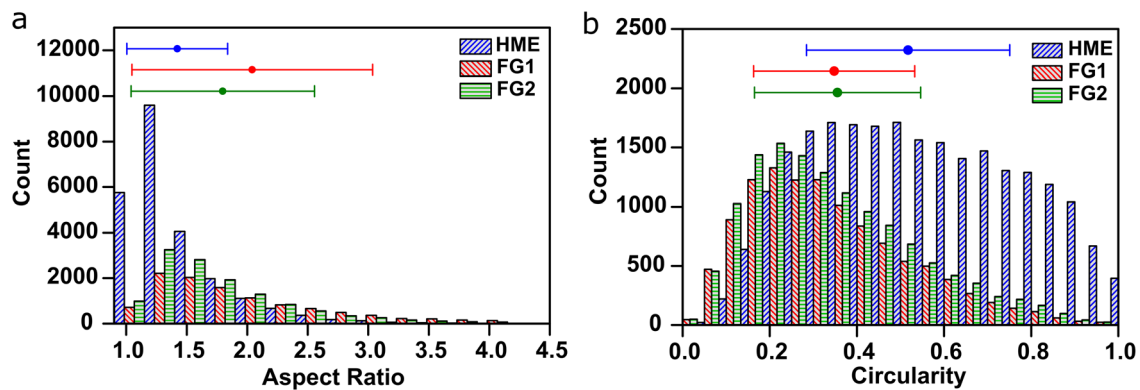 a
12000
10000
8000
6000
4000
2000
0
Count
1.0 1.5 2.0 2.5 3.0 3.5 4.0 4.5
Aspect Ratio
HME
FG1
FG2
b
2500
2000
1500
1000
500
0
Count
0.0 0.2 0.4 0.6 0.8 1.0
Circularity
HME
FG1
FG2